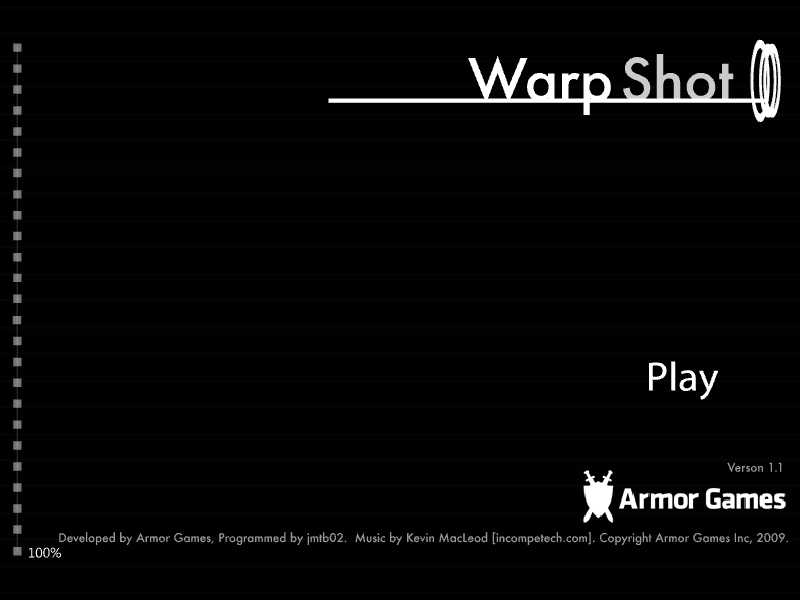 Warp Shot
Play
Verson 1.1
Armor Games
Developed by Armor Games, Programmed by jmtb02. Music by Kevin MacLeod [incompetech.com]. Copyright Armor Games Inc, 2009.
100%